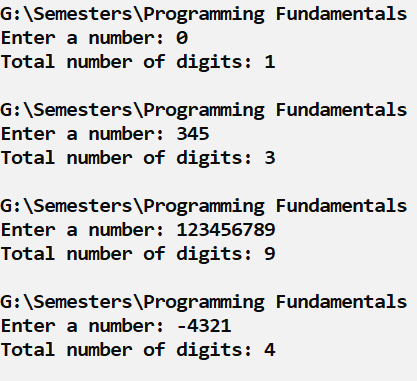 G:\Semesters\Programming Fundamentals
Enter a number: 0
Total number of digits: 1
G:\Semesters\Programming Fundamentals
Enter a number: 345
Total number of digits: 3
G:\Semesters\Programming Fundamentals
Enter a number: 123456789
Total number of digits: 9
G:\Semesters\Programming Fundamentals
Enter a number: -4321
Total number of digits: 4